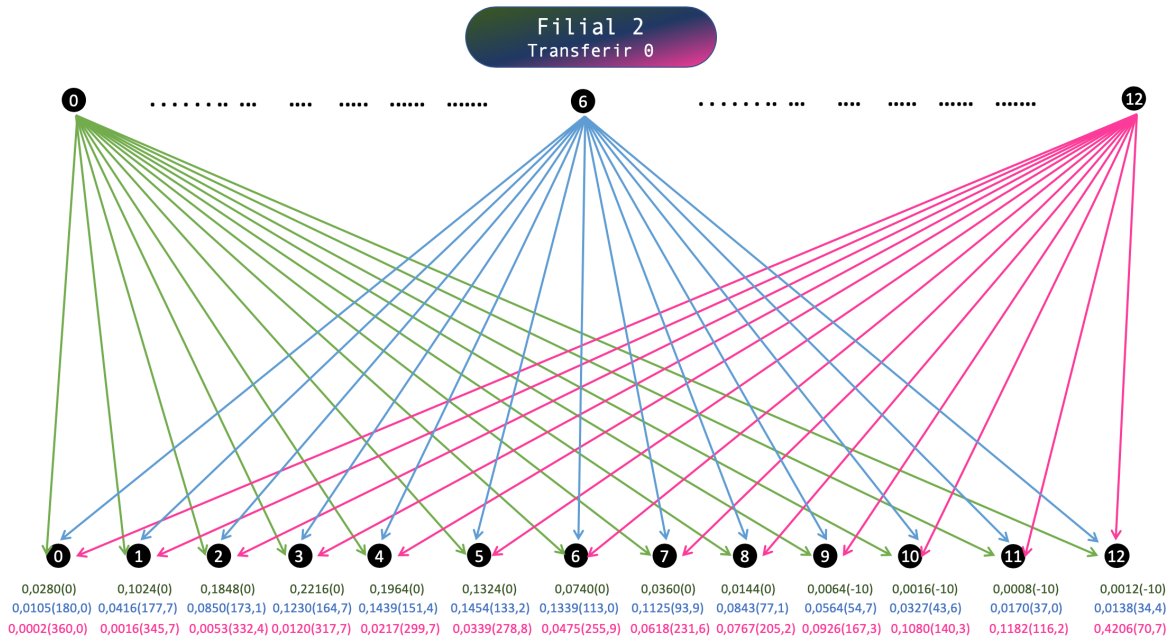 Filial 2
Transferir 0
0 6 12
0 1 2 3 4 5 6 7 8 9 10 11 12
0,0280(0) 0,1024(0) 0,1848(0) 0,2216(0) 0,1964(0) 0,1324(0) 0,0740(0) 0,0360(0) 0,0144(0) 0,0064(-10) 0,0016(-10) 0,0008(-10) 0,0012(-10)
0,0105(180,0) 0,0416(177,7) 0,0850(173,1) 0,1230(164,7) 0,1439(151,4) 0,1454(133,2) 0,1339(113,0) 0,1125(93,9) 0,0843(77,1) 0,0564(54,7) 0,0327(43,6) 0,0170(37,0) 0,0138(34,4)
0,0002(360,0) 0,0016(345,7) 0,0053(332,4) 0,0120(317,7) 0,0217(299,7) 0,0339(278,8) 0,0475(255,9) 0,0618(231,6) 0,0767(205,2) 0,0926(167,3) 0,1080(140,3) 0,1182(116,2) 0,4206(70,7)